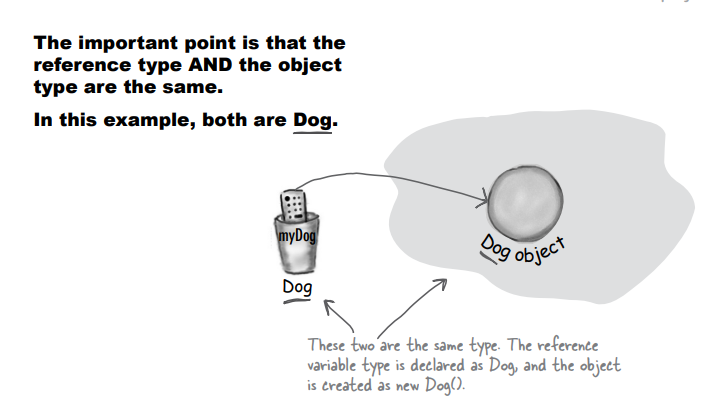 The important point is that the
reference type AND the object
type are the same.
In this example, both are Dog.
myDog
Dog
Dog object
These two are the same type. The reference
variable type is declared as Dog, and the object
is created as new Dog().